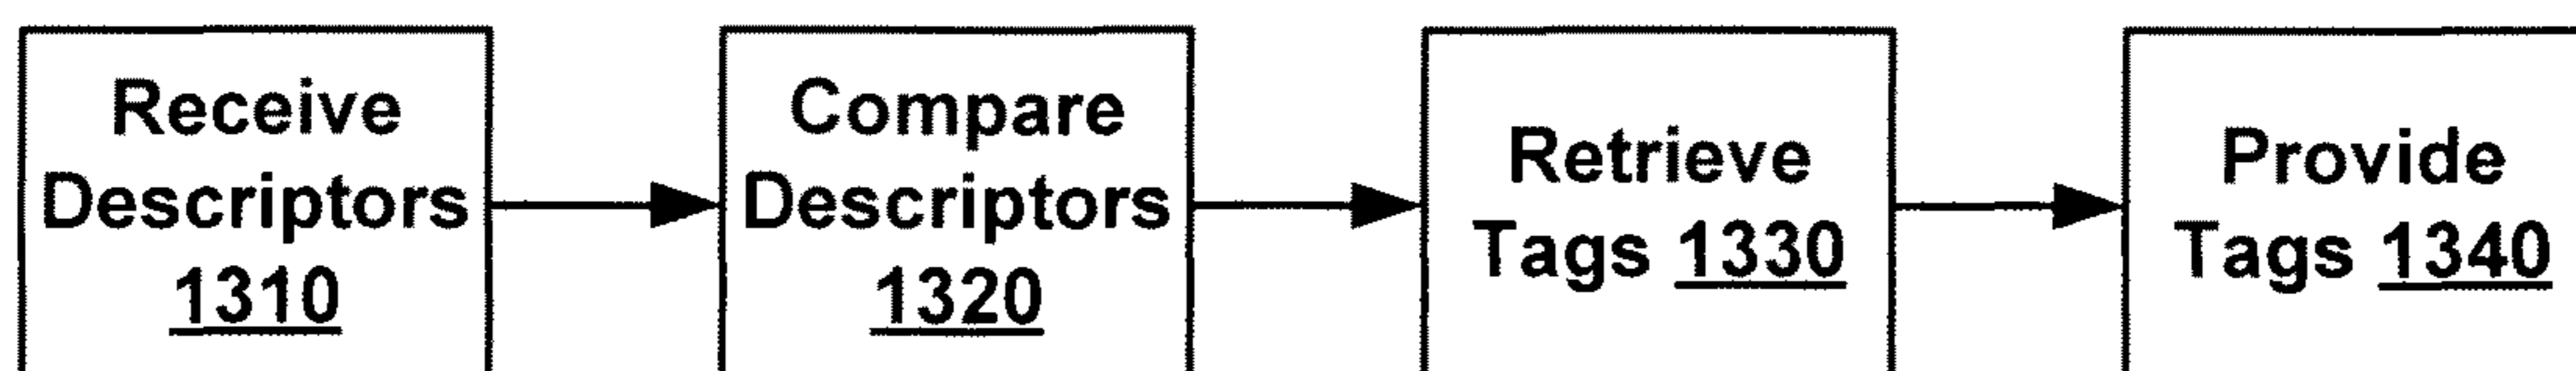 Receive
Descriptors
1310
Compare
Descriptors
1320
Retrieve
Tags 1330
Provide
Tags 1340